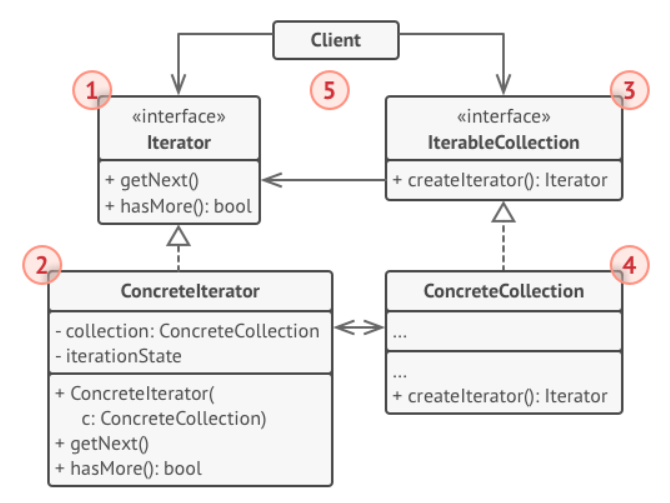 Client
1
5
3
«interface»
Iterator
+ getNext()
+ hasMore(): bool
«interface»
IterableCollection
+ createIterator(): Iterator
2
ConcreteIterator
- collection: ConcreteCollection
- iterationState
+ ConcreteIterator(
c: ConcreteCollection)
+ getNext()
+ hasMore(): bool
4
ConcreteCollection
...
...
+ createIterator(): Iterator